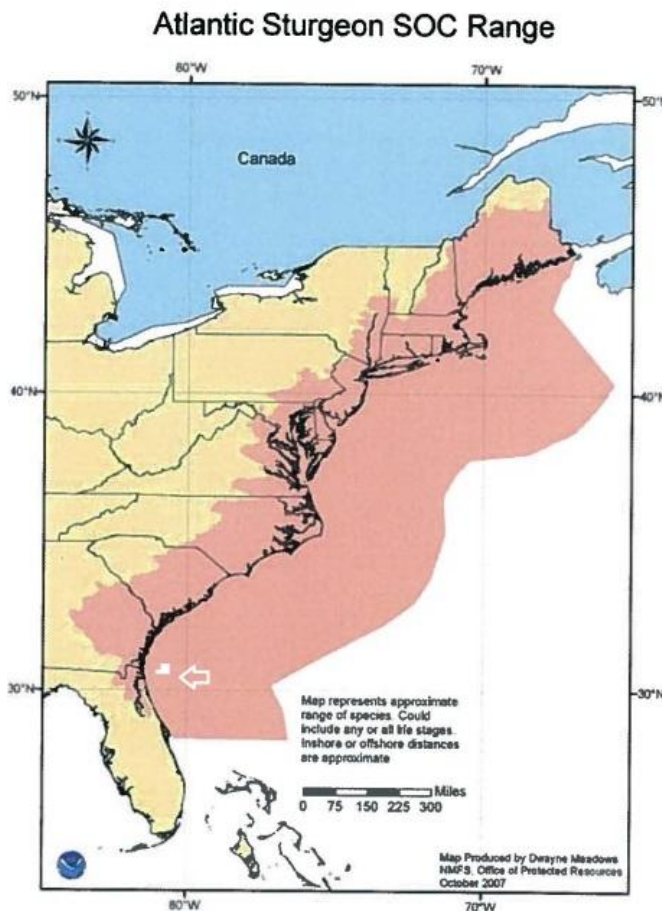 Atlantic Sturgeon SOC Range
80°W
70°W
50°N
50°N
Canada
40°N
40°N
30°N
30°N
Map represents approximate
range of species. Could
include any or all life stages.
Inshore or offshore distances
are approximate
Miles
0 75 150 225 300
Map Produced by Dwayne Meadows
NMFS, Office of Protected Resources
October 2007
80°W
70°W